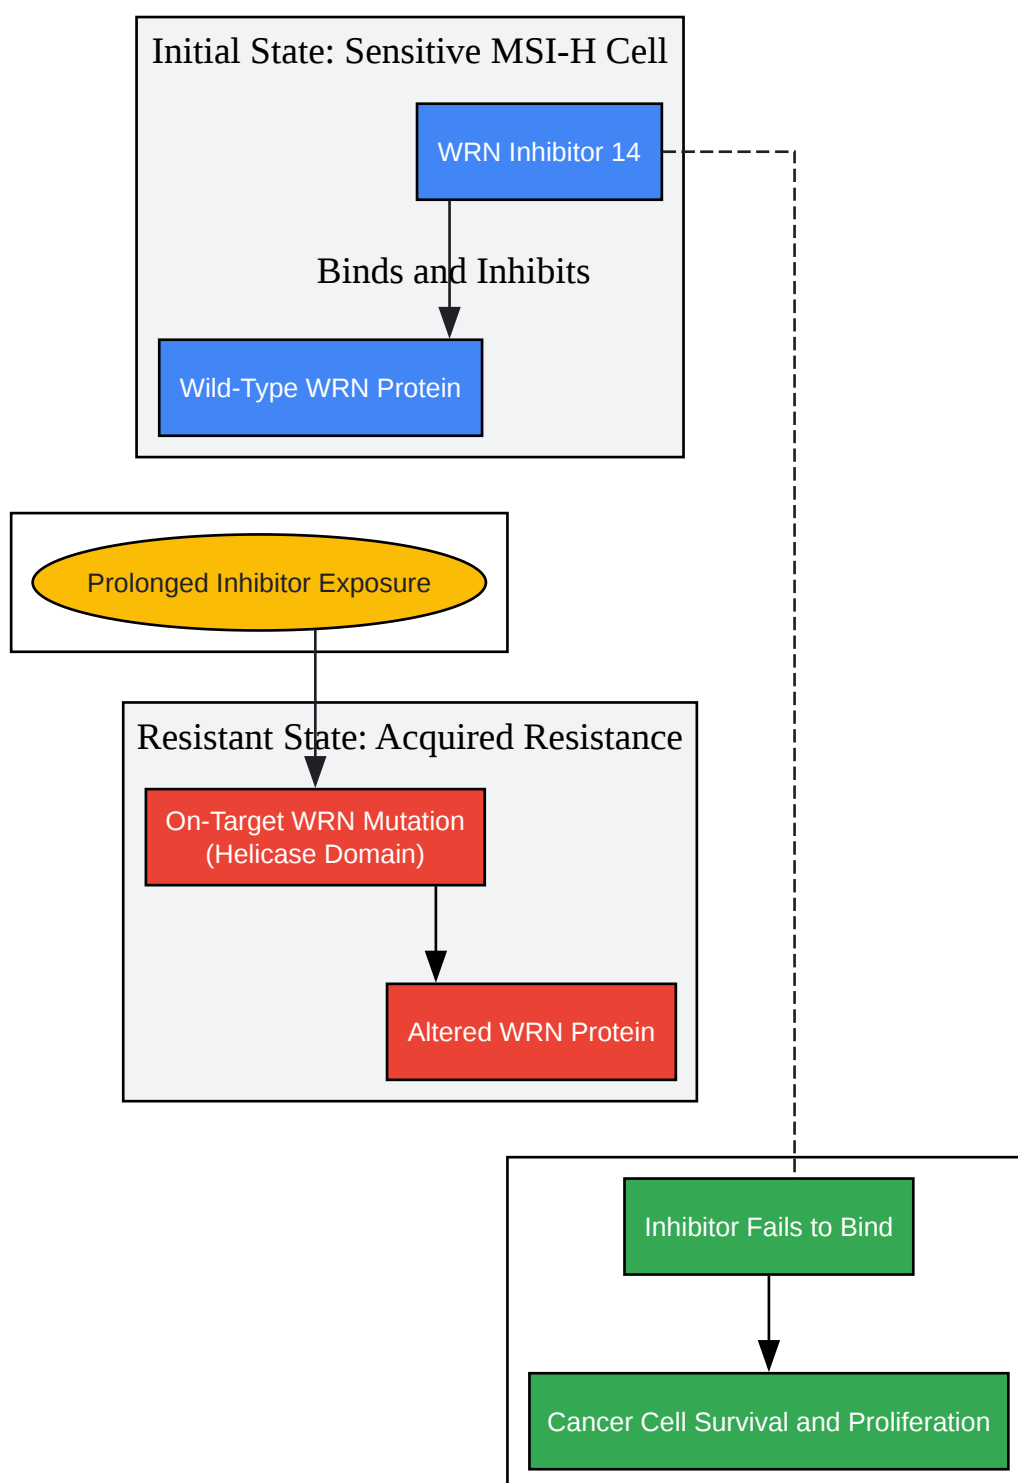 Initial State: Sensitive MSI-H Cell
WRN Inhibitor 14
Binds and Inhibits
Wild-Type WRN Protein
Prolonged Inhibitor Exposure
Resistant State: Acquired Resistance
On-Target WRN Mutation
(Helicase Domain)
Altered WRN Protein
Inhibitor Fails to Bind
Cancer Cell Survival and Proliferation